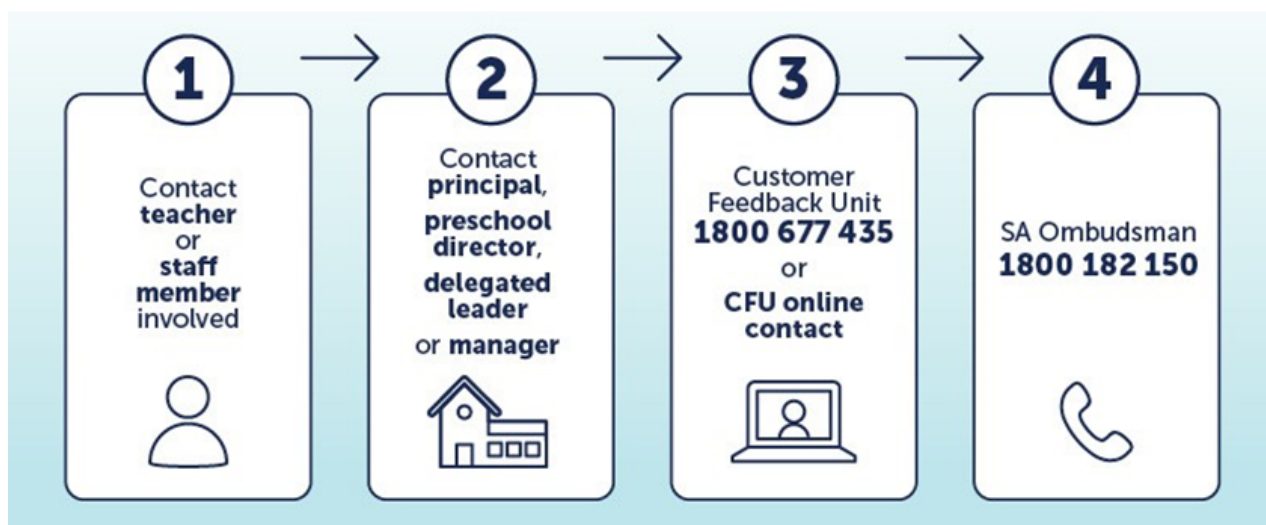 1
Contact
teacher
or
staff
member
involved
2
Contact
principal,
preschool
director,
delegated
leader
or manager
3
Customer
Feedback Unit
1800 677 435
or
CFU online
contact
4
SA Ombudsman
1800 182 150